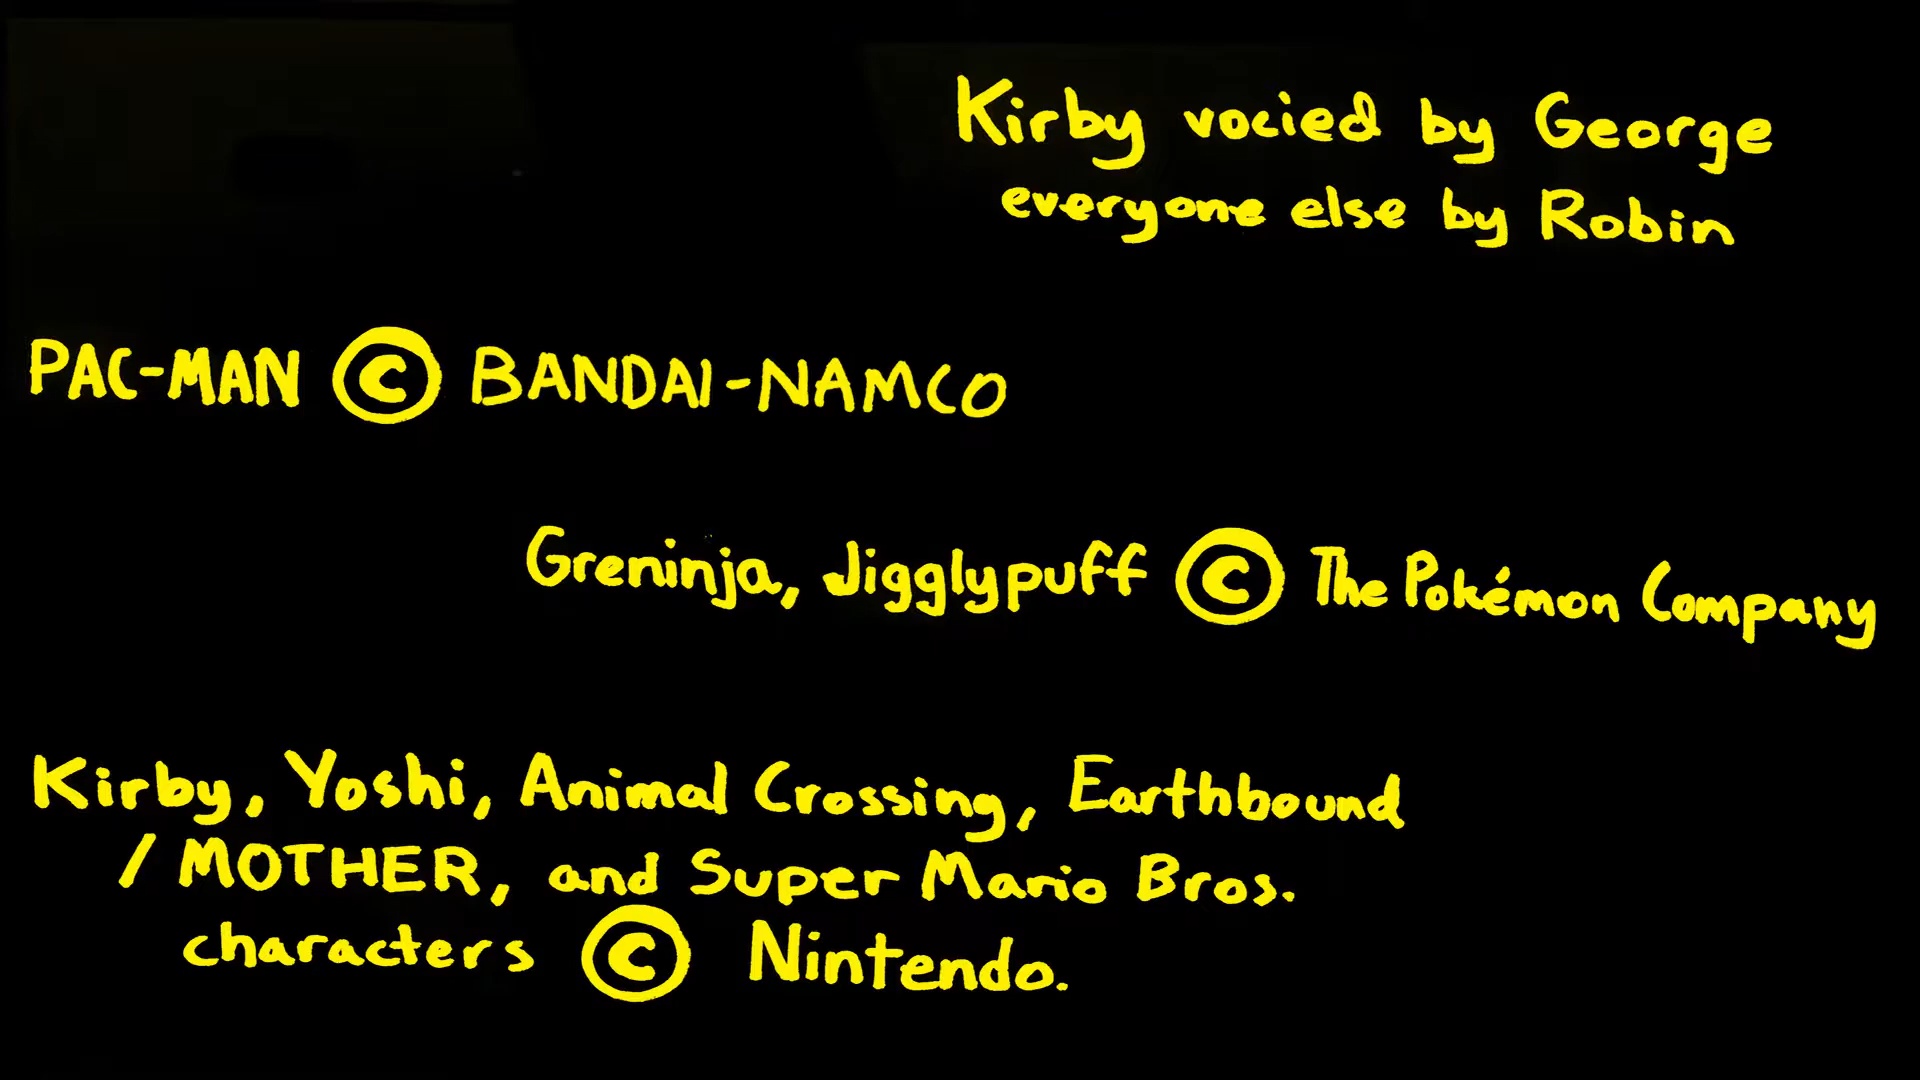 Kirby vocied by George
everyone else by Robin
PAC-MAN © BANDAI-NAMCO
Greninja, Jigglypuff © The Pokémon Company
Kirby, Yoshi, Animal Crossing, Earthbound
/ MOTHER, and Super Mario Bros.
characters © Nintendo.